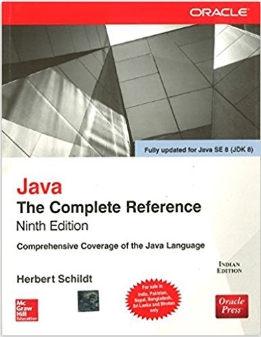 ORACLE
Fully updated for Java SE 8 (JDK 8)
Java
The Complete Reference
Ninth Edition
Comprehensive Coverage of the Java Language
INDIAN
EDITION
Herbert Schildt
For sale in
India, Pakistan,
Nepal, Bangladesh,
Sri Lanka and Bhutan
only
Mc
Graw
Hill
Education
Oracle
Press